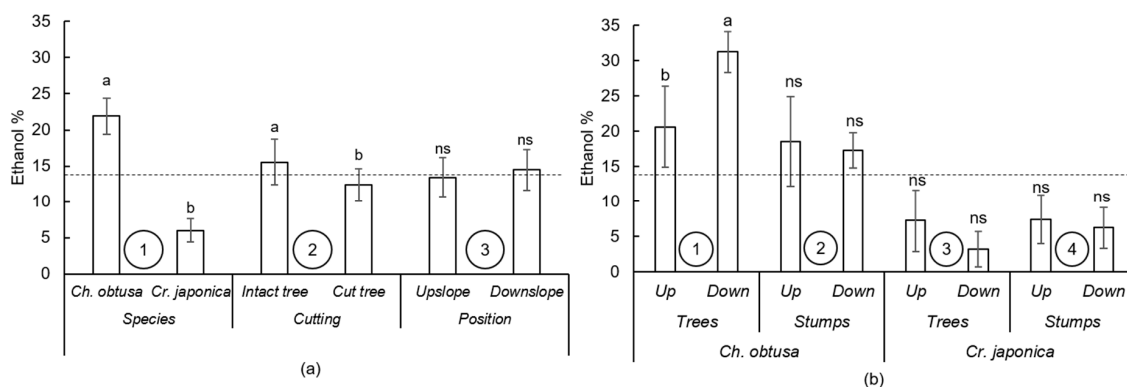 35
30
25
20
15
10
5
0
Ethanol %
a
b
a
b
ns
ns
1
2
3
Ch. obtusa Cr. japonica Intact tree Cut tree Upslope Downslope
Species Cutting Position
(a)
35
30
25
20
15
10
5
0
Ethanol %
b
a
ns
ns
ns
ns
ns
ns
1
2
3
4
Up Down Up Down Up Down Up Down
Trees Stumps Trees Stumps
Ch. obtusa Cr. japonica
(b)